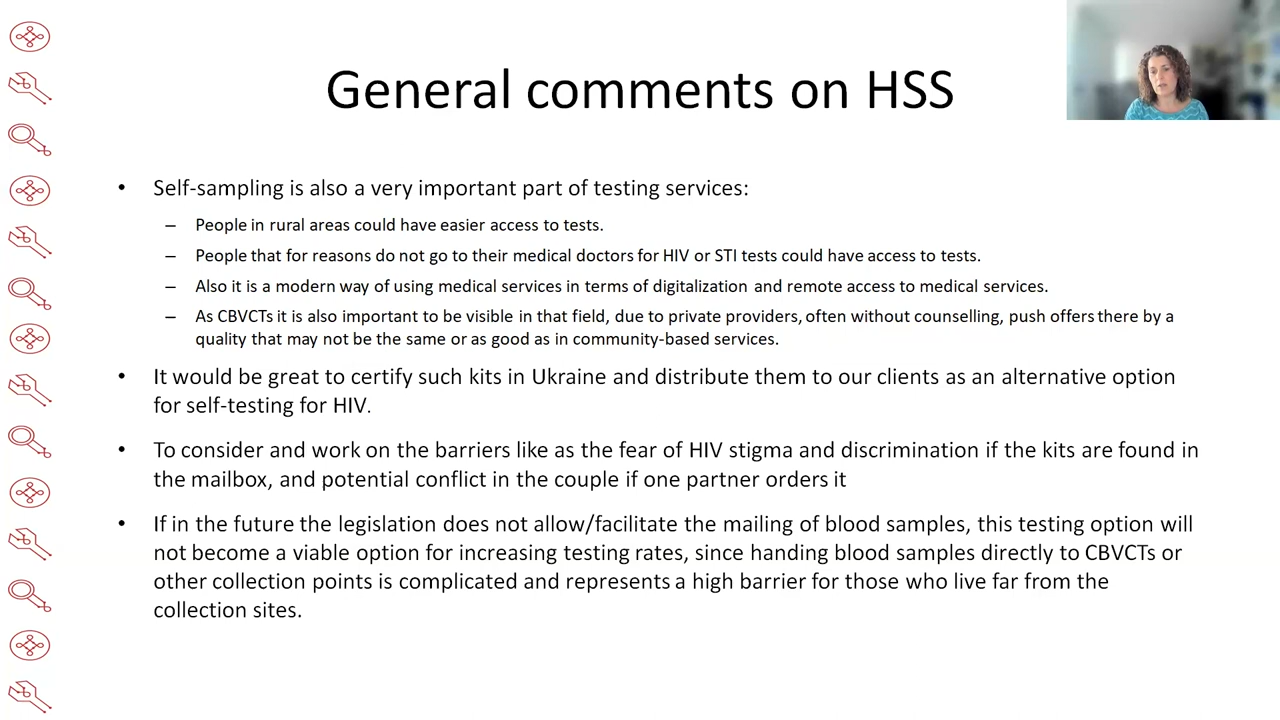 General comments on HSS
• Self-sampling is also a very important part of testing services:
– People in rural areas could have easier access to tests.
– People that for reasons do not go to their medical doctors for HIV or STI tests could have access to tests.
– Also it is a modern way of using medical services in terms of digitalization and remote access to medical services.
– As CBVCTs it is also important to be visible in that field, due to private providers, often without counselling, push offers there by a
quality that may not be the same or as good as in community-based services.
• It would be great to certify such kits in Ukraine and distribute them to our clients as an alternative option
for self-testing for HIV.
• To consider and work on the barriers like as the fear of HIV stigma and discrimination if the kits are found in
the mailbox, and potential conflict in the couple if one partner orders it
• If in the future the legislation does not allow/facilitate the mailing of blood samples, this testing option will
not become a viable option for increasing testing rates, since handing blood samples directly to CBVCTs or
other collection points is complicated and represents a high barrier for those who live far from the
collection sites.